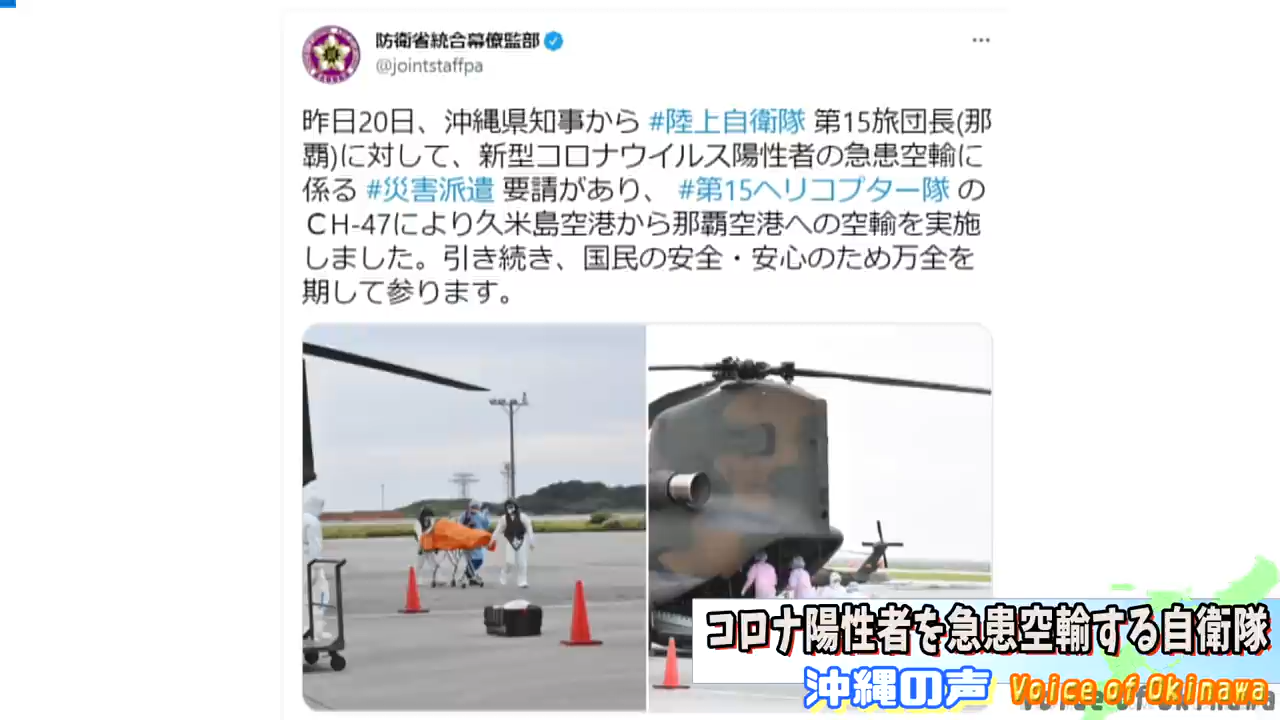 防衛省統合幕僚監部
@jointstaffpa
昨日20日、沖縄県知事から #陸上自衛隊 第15旅団長(那
覇)に対して、新型コロナウイルス陽性者の急患空輸に
係る #災害派遣 要請があり、 #第15ヘリコプター隊 の
ＣH-47により久米島空港から那覇空港への空輸を実施
しました。引き続き、国民の安全・安心のため万全を
期して参ります。
コロナ陽性者を急患空輸する自衛隊
沖縄の声 Voice of Okinawa
Voice of Okinawa